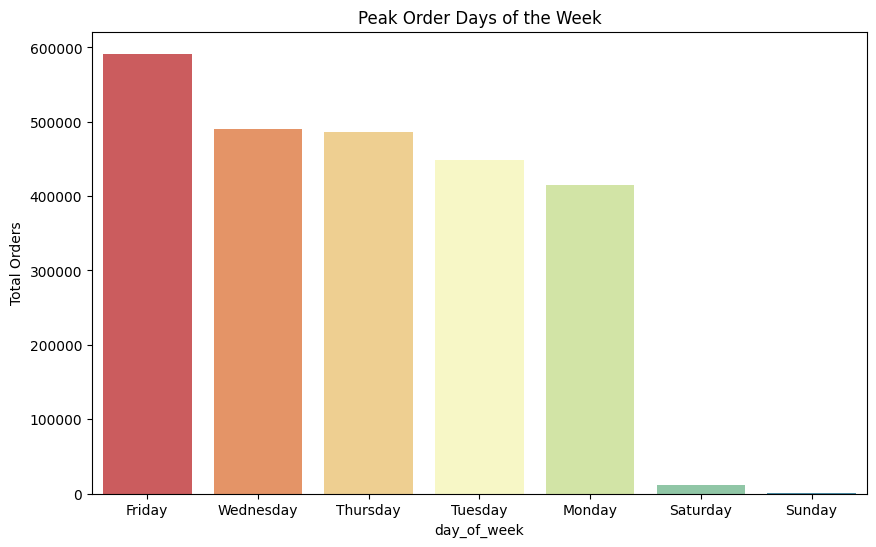 Peak Order Days of the Week
Total Orders
600000
500000
400000
300000
200000
100000
0
Friday Wednesday Thursday Tuesday Monday Saturday Sunday
day_of_week